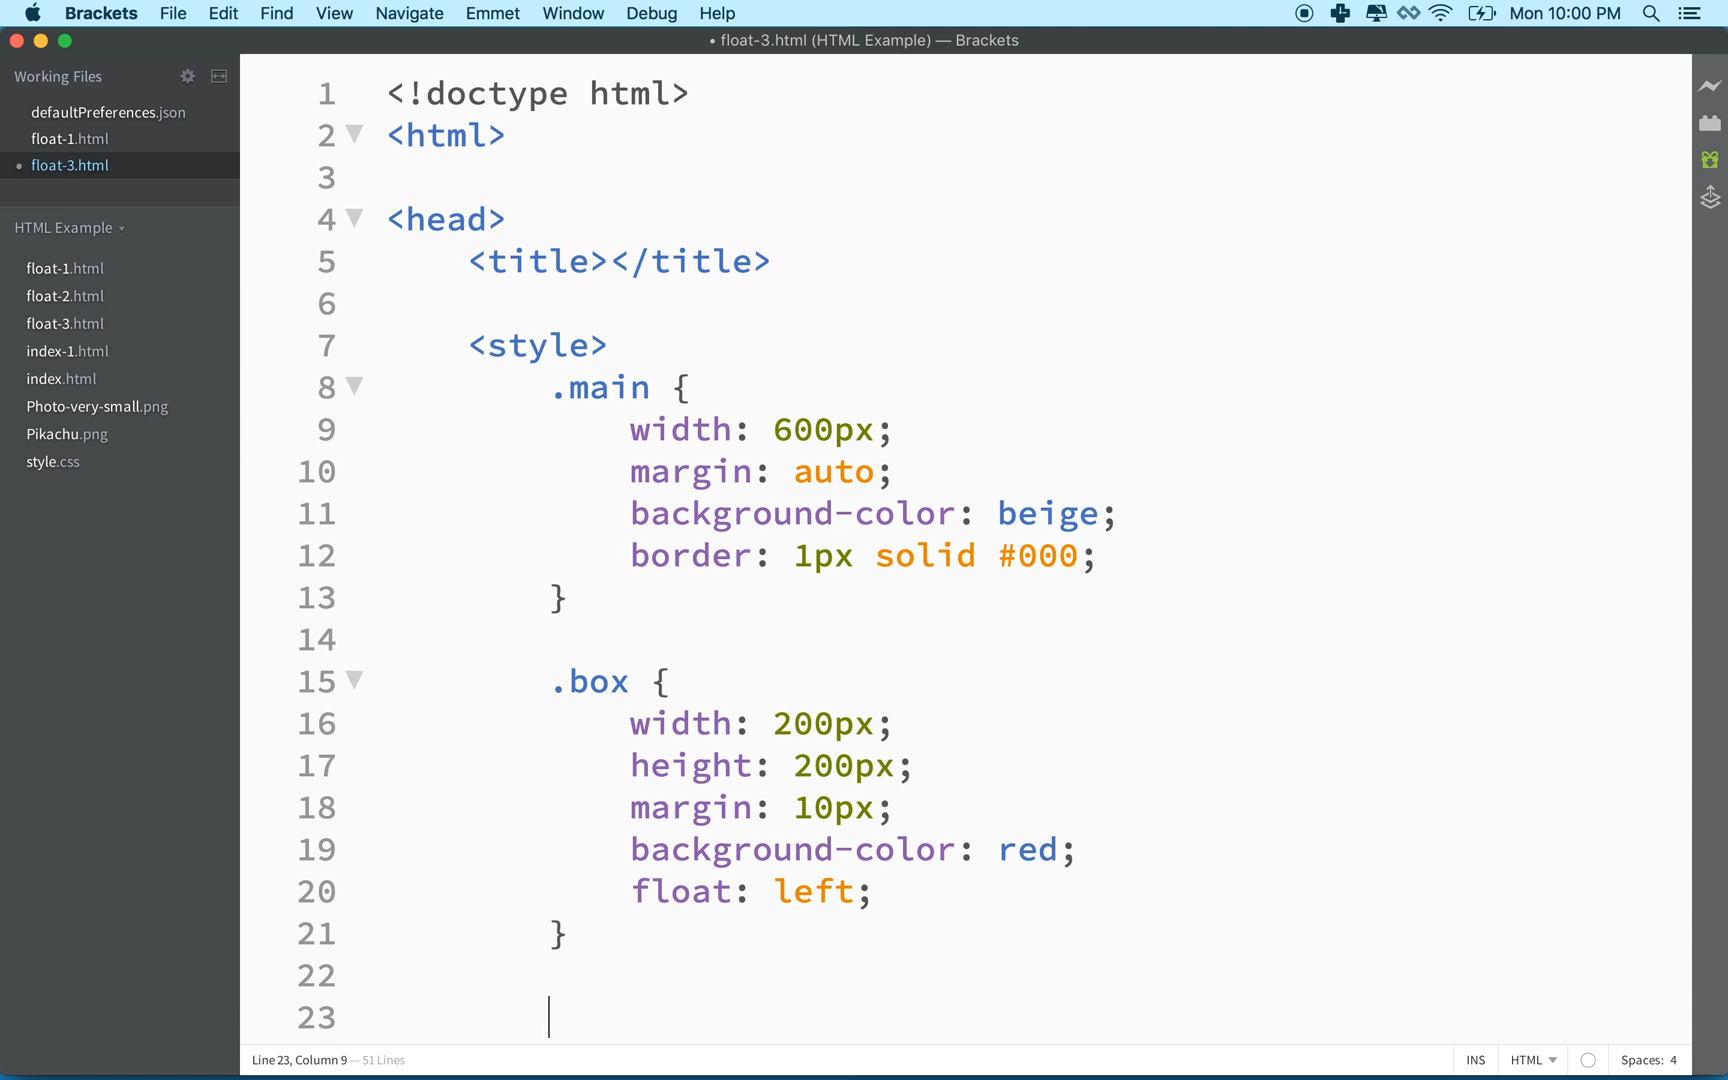 Brackets File Edit Find View Navigate Emmet Window Debug Help Mon 10:00 PM
• float-3.html (HTML Example) — Brackets
Working Files
defaultPreferences.json
float-1.html
• float-3.html
HTML Example
float-1.html
float-2.html
float-3.html
index-1.html
index.html
Photo-very-small.png
Pikachu.png
style.css
1 <!doctype html>
2 <html>
3
4 <head>
5 <title></title>
6
7 <style>
8 .main {
9 width: 600px;
10 margin: auto;
11 background-color: beige;
12 border: 1px solid #000;
13 }
14
15 .box {
16 width: 200px;
17 height: 200px;
18 margin: 10px;
19 background-color: red;
20 float: left;
21 }
22
23
Line 23, Column 9 — 51 Lines INS HTML Spaces: 4